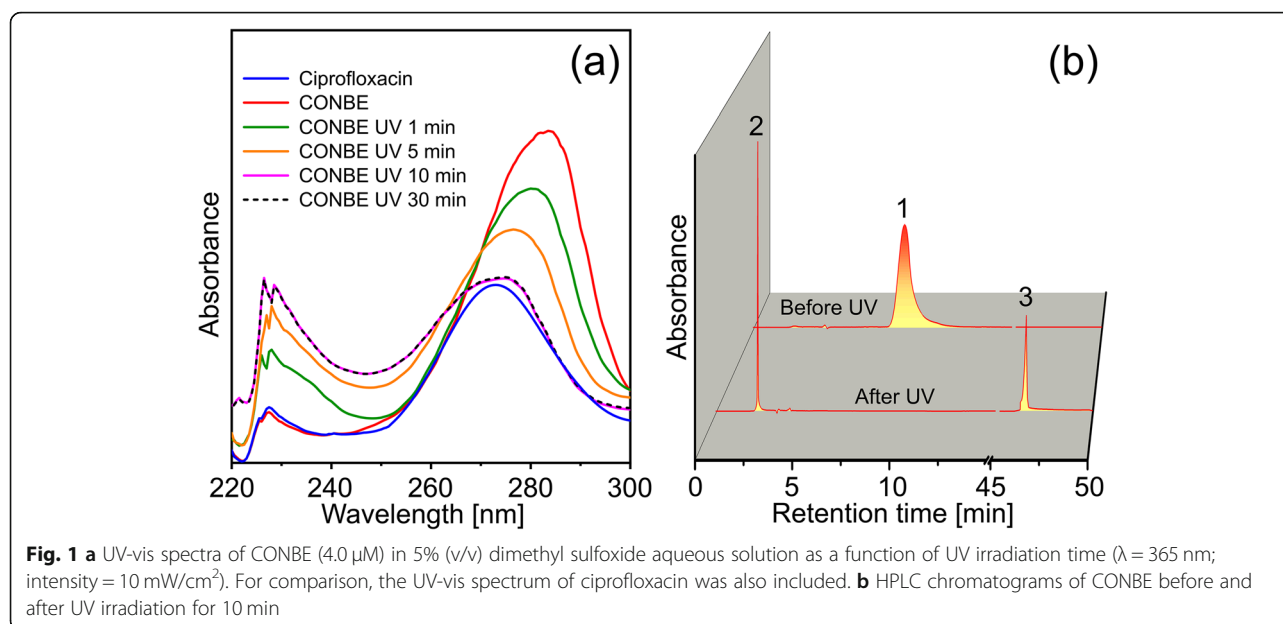 (a)
Ciprofloxacin
CONBE
CONBE UV 1 min
CONBE UV 5 min
CONBE UV 10 min
CONBE UV 30 min
Absorbance
220
240
260
280
300
Wavelength [nm]
(b)
2
1
3
Before UV
After UV
Absorbance
0
5
10
45
50
Retention time [min]
Fig. 1 a UV-vis spectra of CONBE (4.0 μM) in 5% (v/v) dimethyl sulfoxide aqueous solution as a function of UV irradiation time (λ = 365 nm;
intensity = 10 mW/cm²). For comparison, the UV-vis spectrum of ciprofloxacin was also included. b HPLC chromatograms of CONBE before and
after UV irradiation for 10 min